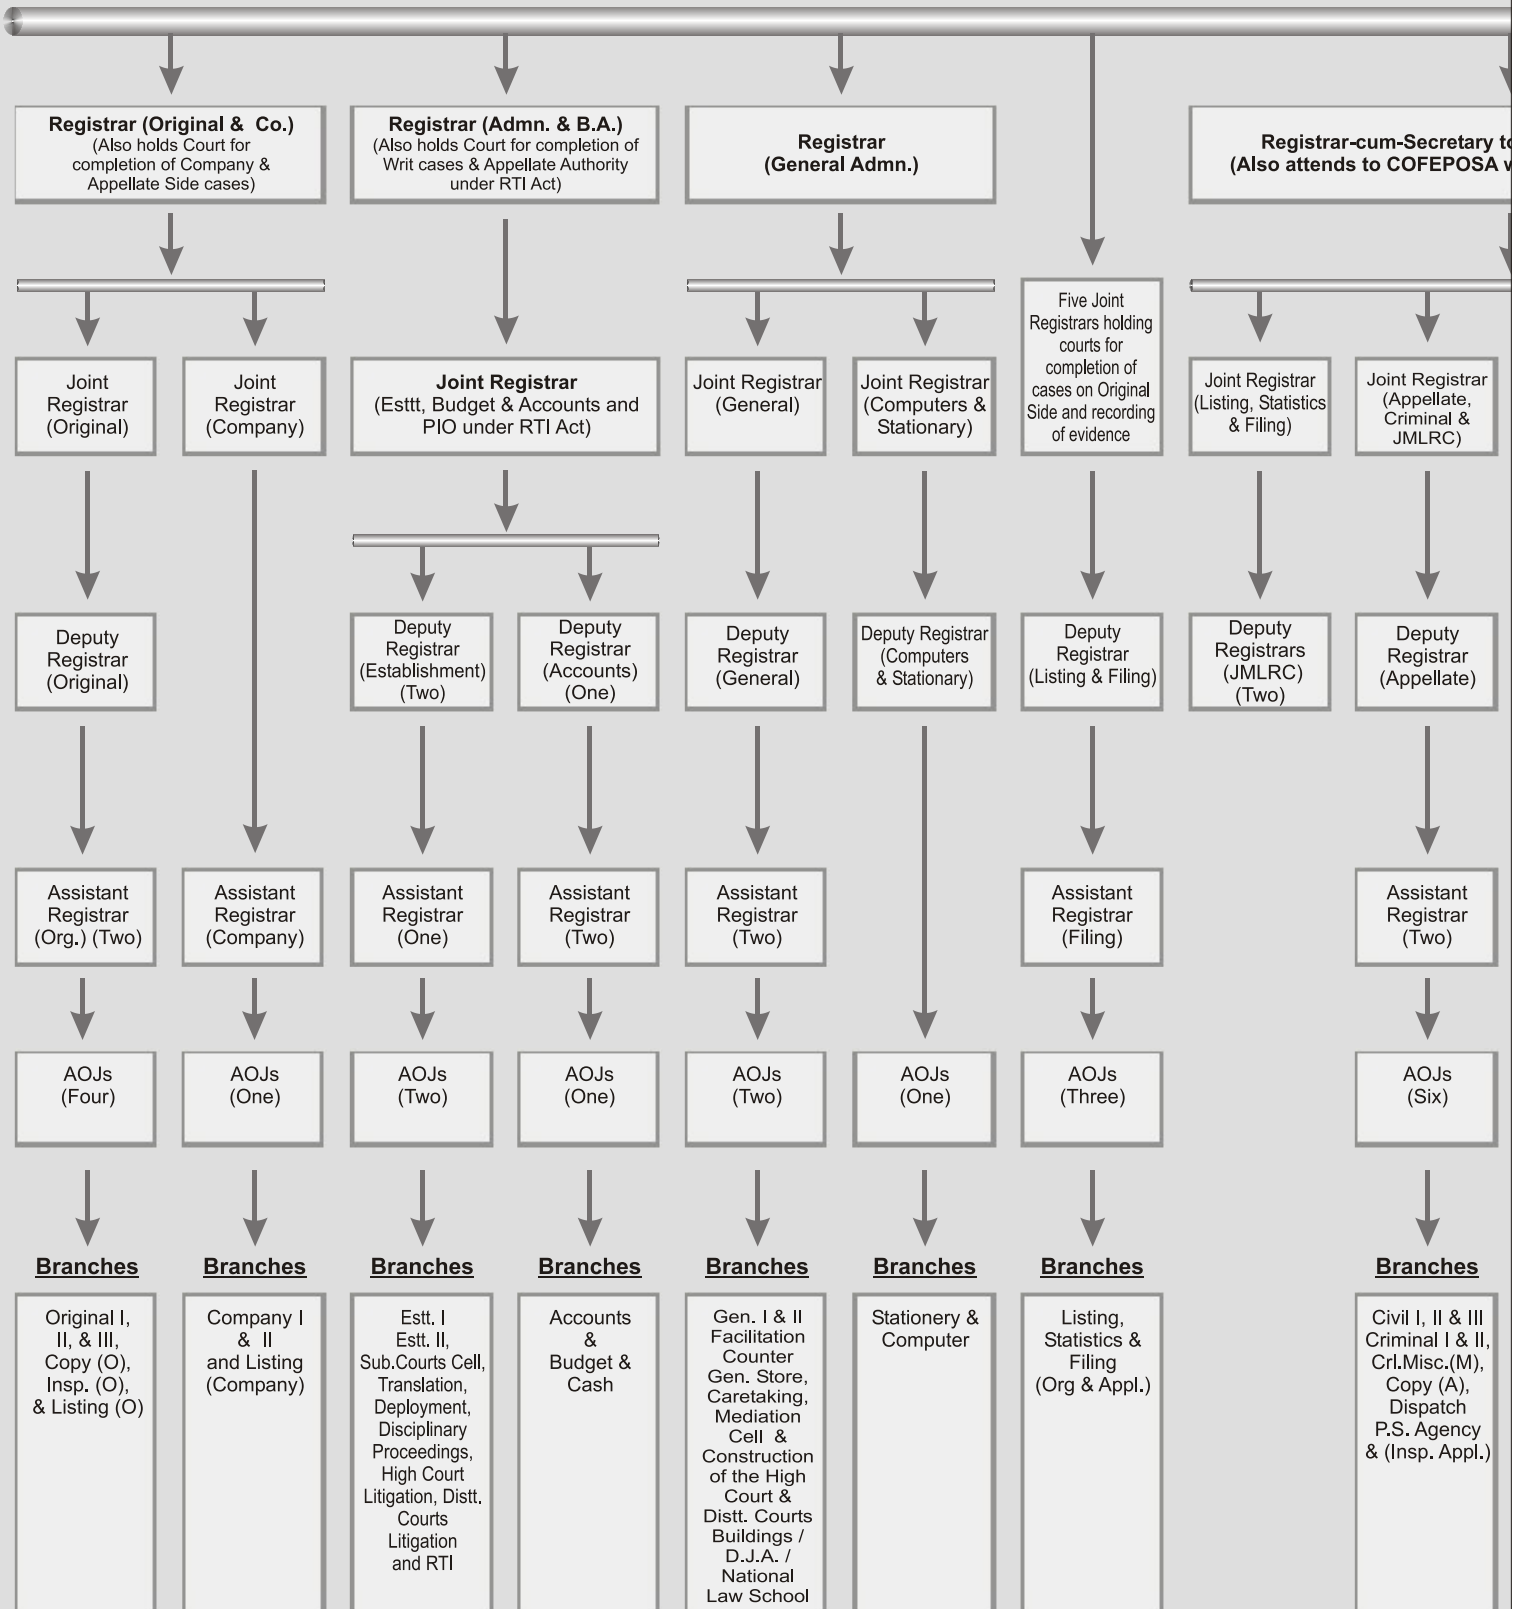 Registrar (Original & Co.)
(Also holds Court for
completion of Company &
Appellate Side cases)
Registrar (Admn. & B.A.)
(Also holds Court for completion of
Writ cases & Appellate Authority
under RTI Act)
Registrar
(General Admn.)
Registrar-cum-Secretary to
(Also attends to COFEPOSA
Five Joint
Registrars holding
courts for
completion of
cases on Original
Side and recording
of evidence
Joint
Registrar
(Original)
Joint
Registrar
(Company)
Joint Registrar
(Esttt, Budget & Accounts and
PIO under RTI Act)
Joint Registrar
(General)
Joint Registrar
(Computers &
Stationary)
Joint Registrar
(Listing, Statistics
& Filing)
Joint Registrar
(Appellate,
Criminal &
JMLRC)
Deputy
Registrar
(Original)
Deputy
Registrar
(Establishment)
(Two)
Deputy
Registrar
(Accounts)
(One)
Deputy
Registrar
(General)
Deputy Registrar
(Computers
& Stationary)
Deputy
Registrar
(Listing & Filing)
Deputy
Registrars
(JMLRC)
(Two)
Deputy
Registrar
(Appellate)
Assistant
Registrar
(Org.) (Two)
Assistant
Registrar
(Company)
Assistant
Registrar
(One)
Assistant
Registrar
(Two)
Assistant
Registrar
(Two)
Assistant
Registrar
(Filing)
Assistant
Registrar
(Two)
AOJs
(Four)
AOJs
(One)
AOJs
(Two)
AOJs
(One)
AOJs
(Two)
AOJs
(One)
AOJs
(Three)
AOJs
(Six)
Branches
Original I,
II, & III,
Copy (O),
Insp. (O),
& Listing (O)
Branches
Company I
& II
and Listing
(Company)
Branches
Estt. I
Estt. II,
Sub.Courts Cell,
Translation,
Deployment,
Disciplinary
Proceedings,
High Court
Litigation, Distt.
Courts
Litigation
and RTI
Branches
Accounts
&
Budget &
Cash
Branches
Gen. I & II
Facilitation
Counter
Gen. Store,
Caretaking,
Mediation
Cell &
Construction
of the High
Court &
Distt. Courts
Buildings /
D.J.A. /
National
Law School
Branches
Stationery &
Computer
Branches
Listing,
Statistics &
Filing
(Org & Appl.)
Branches
Civil I, II & III
Criminal I & II,
Crl.Misc.(M),
Copy (A),
Dispatch
P.S. Agency
& (Insp. Appl.)